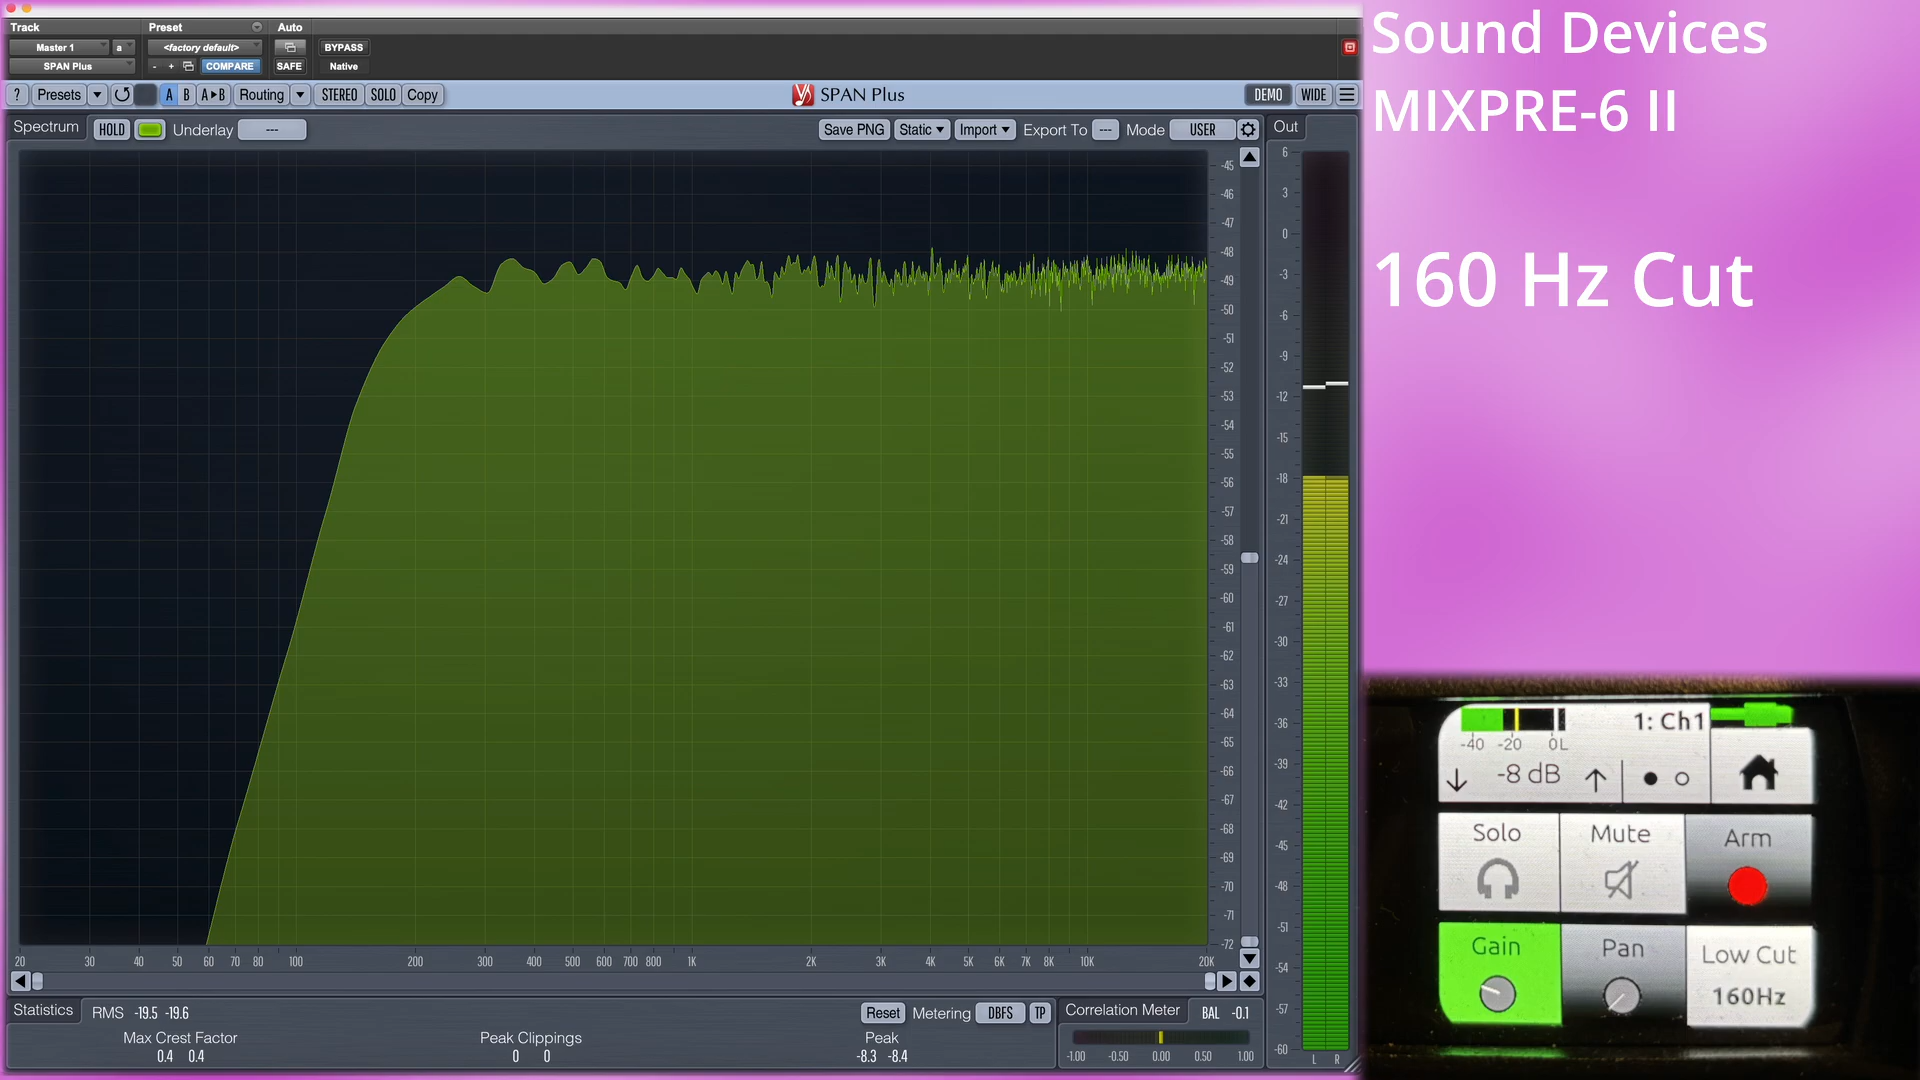 Track
Preset
Auto
Master 1
a
<factory default>
BYPASS
SPAN Plus
- +
COMPARE
SAFE
Native
? Presets
A B A▸B
Routing
STEREO SOLO Copy
SPAN Plus
DEMO WIDE
Spectrum
HOLD
Underlay ---
Save PNG Static Import Export To --- Mode USER
Out
-45
-46
-47
-48
-49
-50
-51
-52
-53
-54
-55
-56
-57
-58
-59
-60
-61
-62
-63
-64
-65
-66
-67
-68
-69
-70
-71
-72
6
3
0
-3
-6
-9
-12
-15
-18
-21
-24
-27
-30
-33
-36
-39
-42
-45
-48
-51
-54
-57
-60
L R
20 30 40 50 60 70 80 100 200 300 400 500 600 700 800 1K 2K 3K 4K 5K 6K 7K 8K 10K 20K
Statistics
RMS -19.5 -19.6
Reset Metering DBFS TP
Max Crest Factor
0.4 0.4
Peak Clippings
0 0
Peak
-8.3 -8.4
Correlation Meter
BAL -0.1
-1.00 -0.50 0.00 0.50 1.00
Sound Devices
MIXPRE-6 II
160 Hz Cut
1: Ch1
-40 -20 0L
-8 dB
Solo
Mute
Arm
Gain
Pan
Low Cut
160Hz